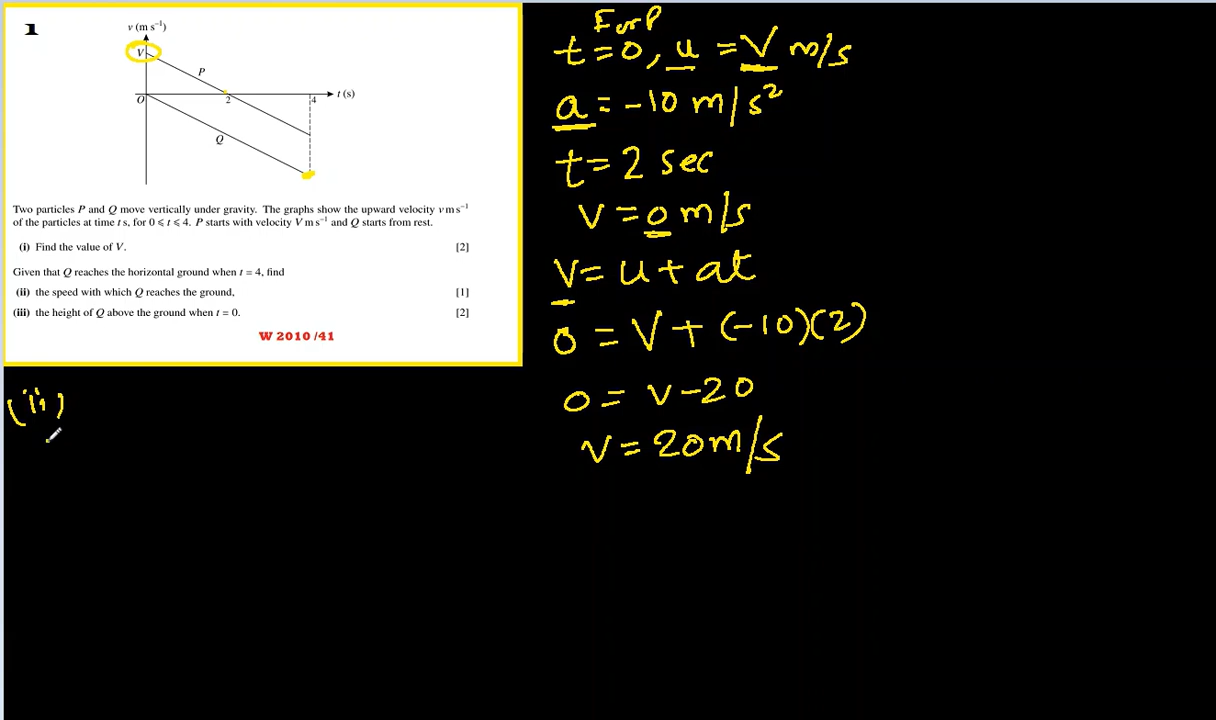 1
v (m s⁻¹)
V
P
O
2
4
t (s)
Q
Two particles P and Q move vertically under gravity. The graphs show the upward velocity v m s⁻¹
of the particles at time t s, for 0 ⩽ t ⩽ 4. P starts with velocity V m s⁻¹ and Q starts from rest.
(i) Find the value of V. [2]
Given that Q reaches the horizontal ground when t = 4, find
(ii) the speed with which Q reaches the ground, [1]
(iii) the height of Q above the ground when t = 0. [2]
W 2010 /41
(ii)
For P
t = 0, u = V m/s
a = -10 m/s²
t = 2 sec
v = 0 m/s
v = u + at
0 = V + (-10)(2)
0 = v - 20
v = 20 m/s